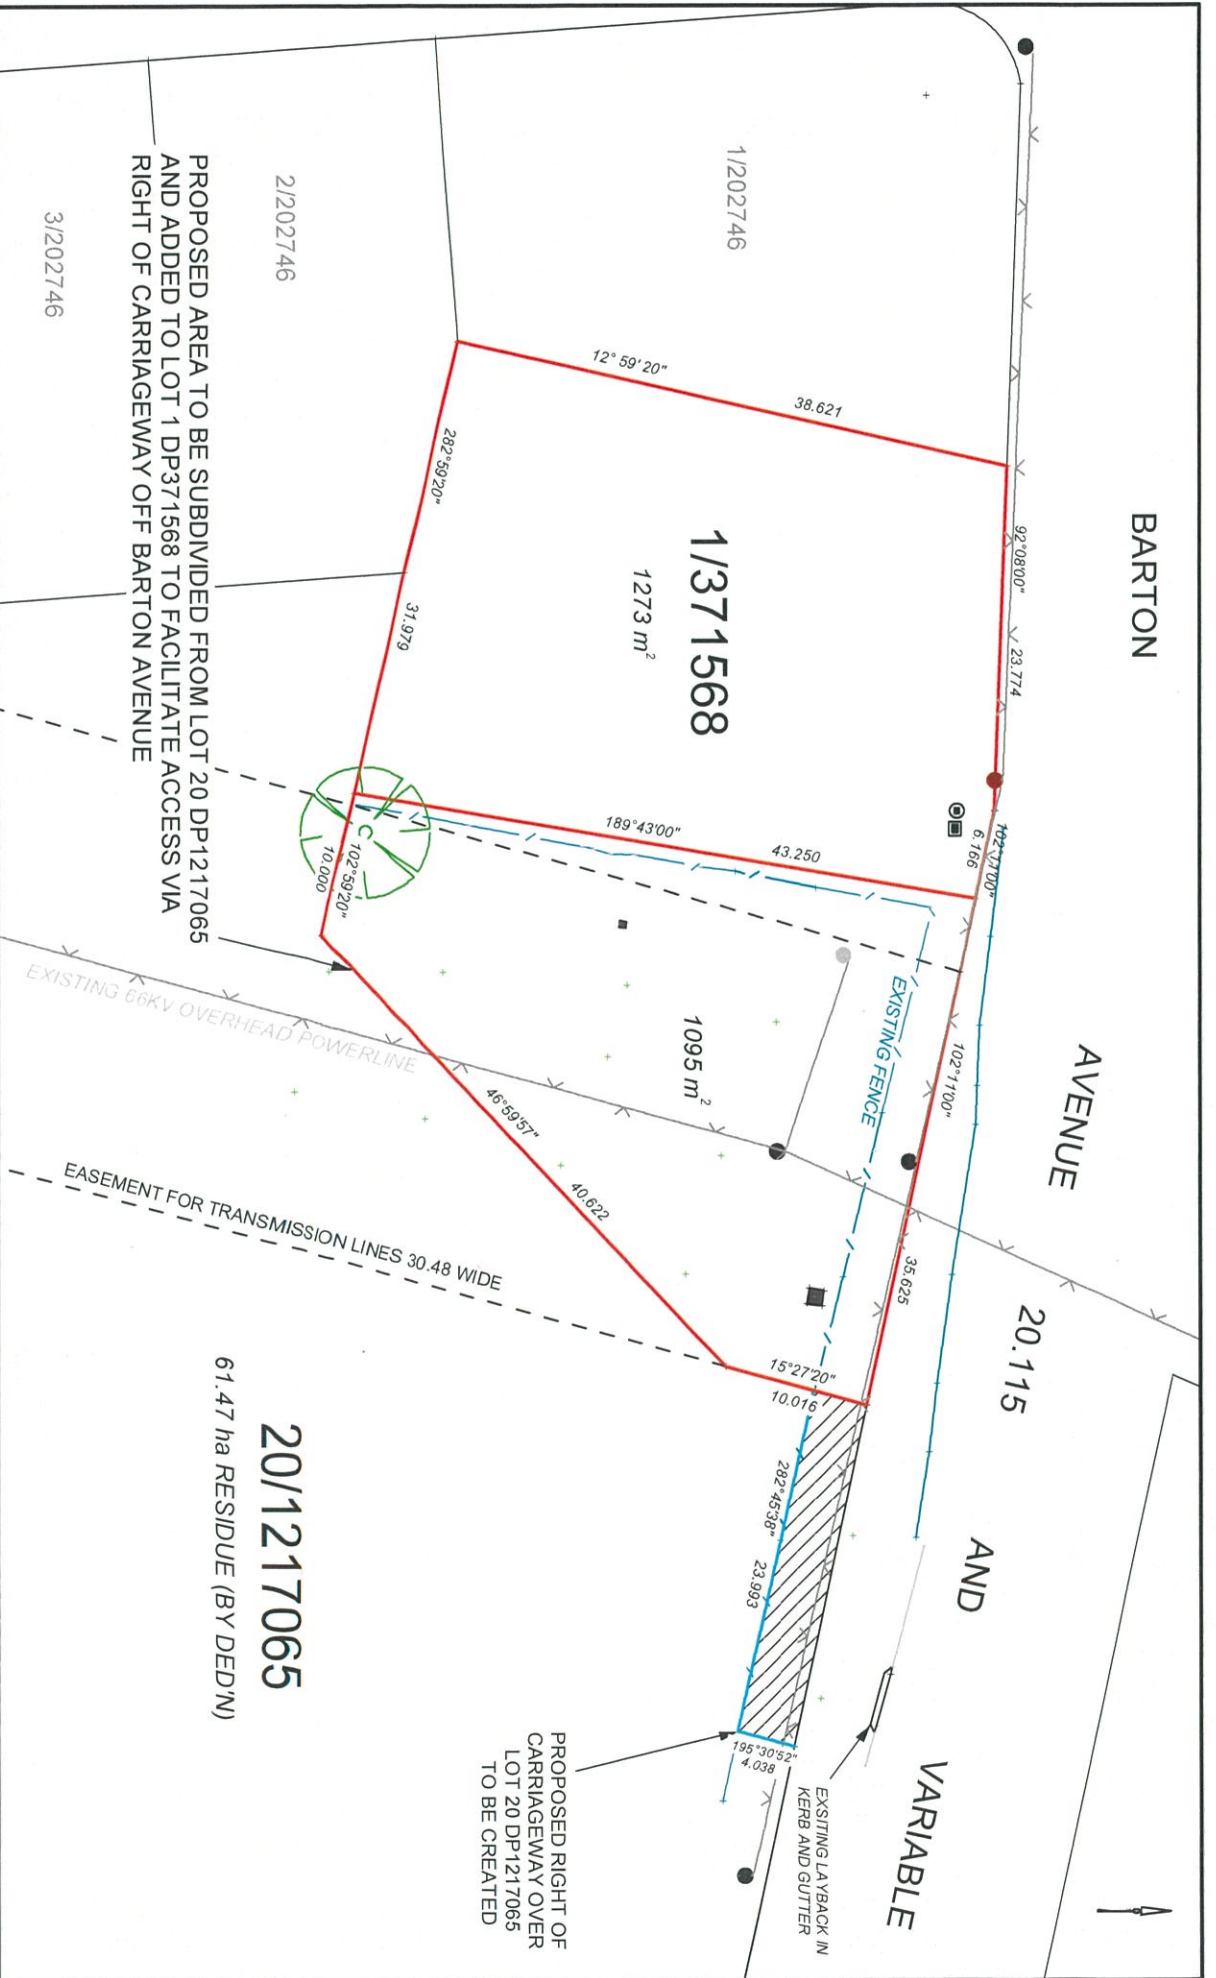 BARTON
AVENUE
20.115
AND
VARIABLE
1/202746
2/202746
3/202746
12° 59' 20"
38.621
92°08'00"
23.774
102°11'00"
6.166
1/371568
1273 m²
282°59'20"
31.979
189°43'00"
43.250
102°59'20"
10.000
C
EXISTING FENCE
102°11'00"
35.625
1095 m²
46°59'57"
40.622
15°27'20"
10.016
282°45'38"
23.993
195°30'52"
4.038
EXISTING 66KV OVERHEAD POWERLINE
EASEMENT FOR TRANSMISSION LINES 30.48 WIDE
20/1217065
61.47 ha RESIDUE (BY DED'N)
PROPOSED AREA TO BE SUBDIVIDED FROM LOT 20 DP1217065
AND ADDED TO LOT 1 DP371568 TO FACILITATE ACCESS VIA
RIGHT OF CARRIAGEWAY OFF BARTON AVENUE
EXSITING LAYBACK IN
KERB AND GUTTER
PROPOSED RIGHT OF
CARRIAGEWAY OVER
LOT 20 DP1217065
TO BE CREATED